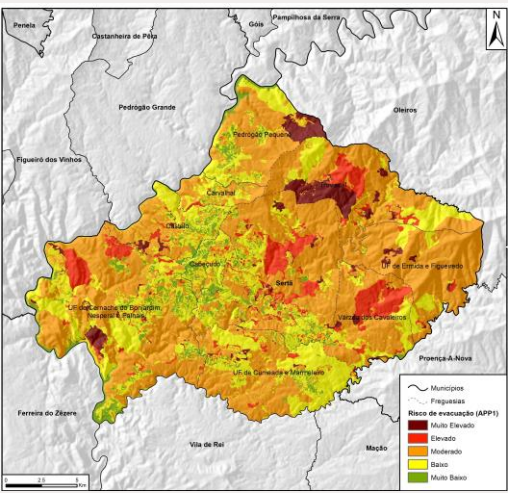 Penela
Góis
Pampilhosa da Serra
N
Castanheira de Pêra
Pedrógão Grande
Oleiros
Pedrógão Pequeno
Figueiró dos Vinhos
Carvalhal
Castelo
Cabeçudo
UF de Ermida e Figueiredo
Sertã
UF de Cernache do Bonjardim,
Nesperal e Palhais
Várzea dos Cavaleiros
Proença-A-Nova
UF de Cumeada e Marmeleiro
Ferreira do Zêzere
Vila de Rei
Mação
Municípios
Freguesias
Risco de evacuação (APP1)
Muito Elevado
Elevado
Moderado
Baixo
Muito Baixo
0 2.5 5
Km